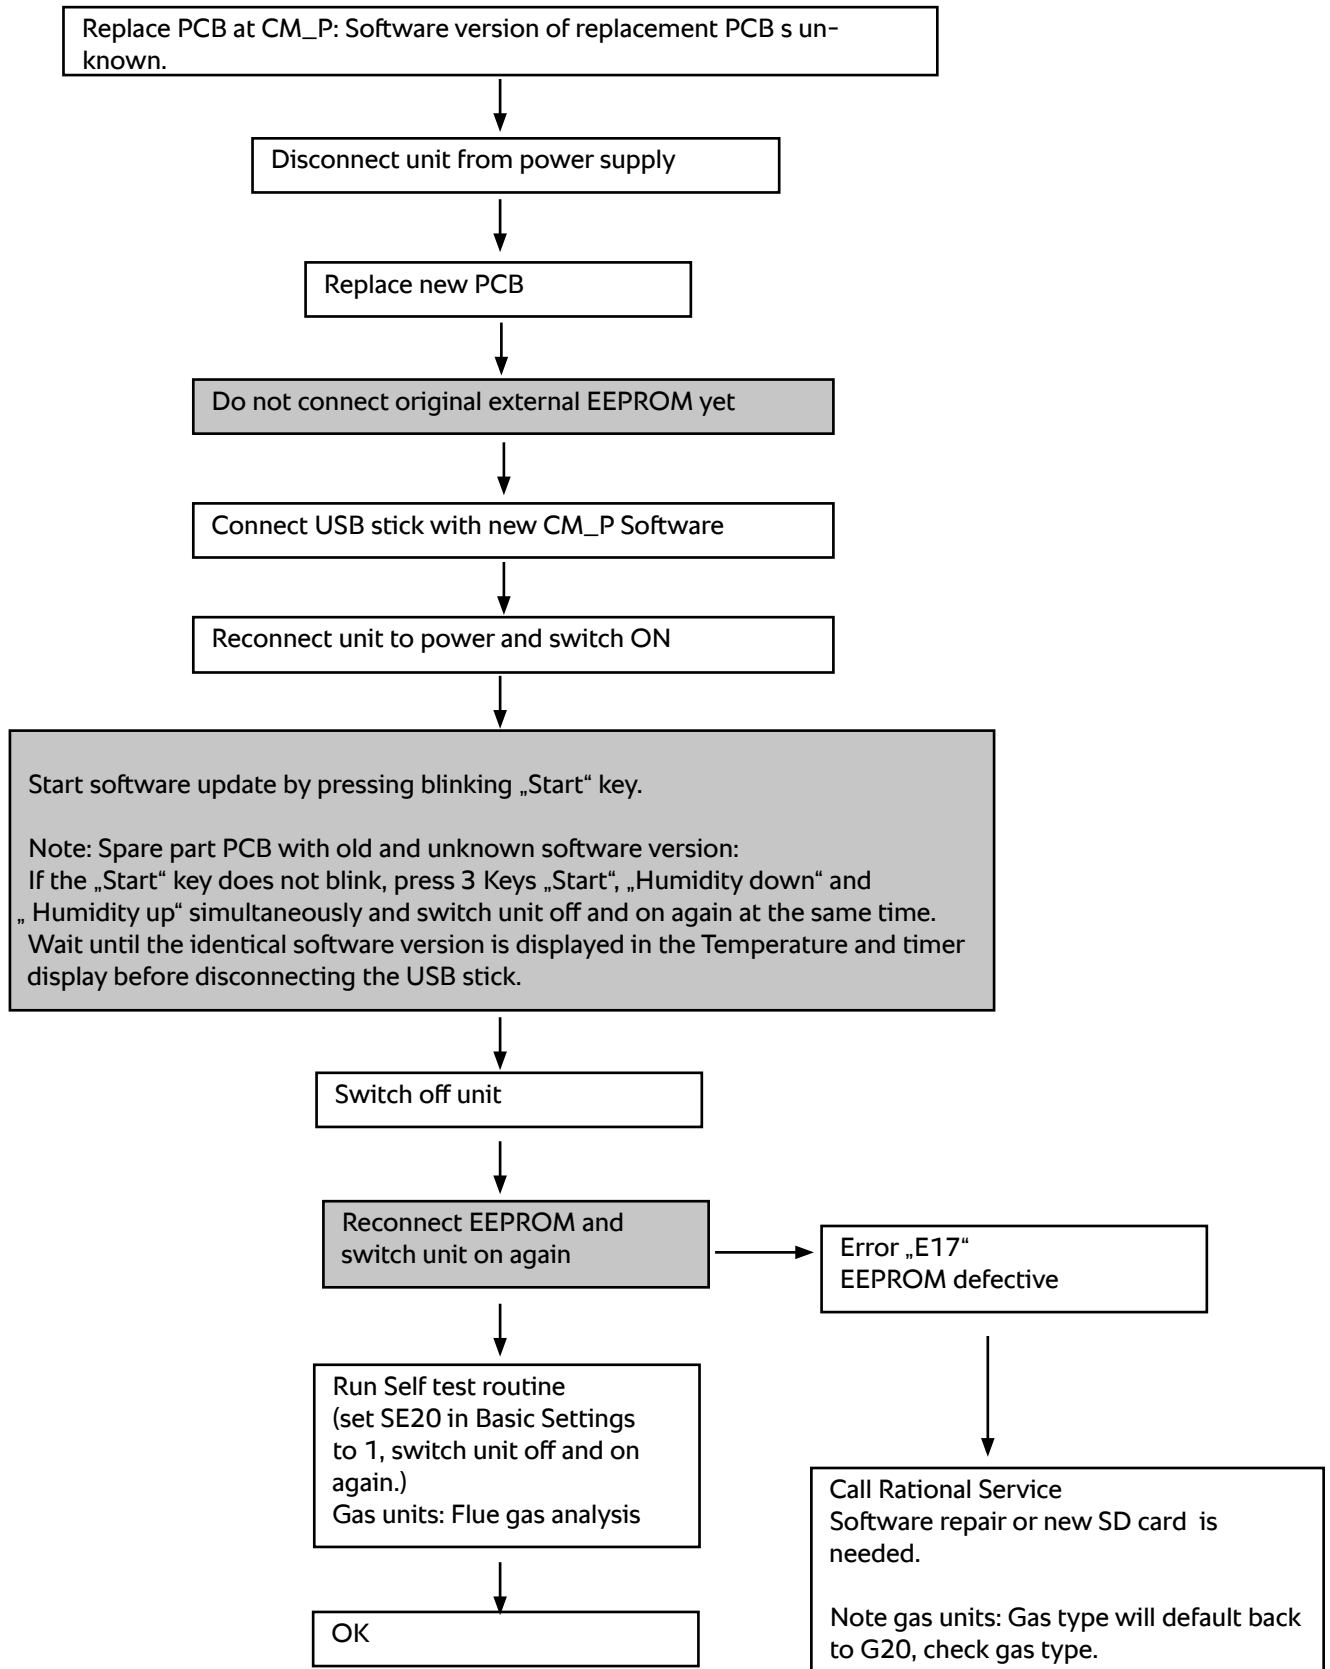 Replace PCB at CM_P: Software version of replacement PCB s un-
known.
Disconnect unit from power supply
Replace new PCB
Do not connect original external EEPROM yet
Connect USB stick with new CM_P Software
Reconnect unit to power and switch ON
Start software update by pressing blinking „Start“ key.
Note: Spare part PCB with old and unknown software version:
If the „Start“ key does not blink, press 3 Keys „Start“, „Humidity down“ and
„ Humidity up“ simultaneously and switch unit off and on again at the same time.
Wait until the identical software version is displayed in the Temperature and timer
display before disconnecting the USB stick.
Switch off unit
Reconnect EEPROM and
switch unit on again
Error „E17“
EEPROM defective
Run Self test routine
(set SE20 in Basic Settings
to 1, switch unit off and on
again.)
Gas units: Flue gas analysis
Call Rational Service
Software repair or new SD card is
needed.
Note gas units: Gas type will default back
to G20, check gas type.
OK